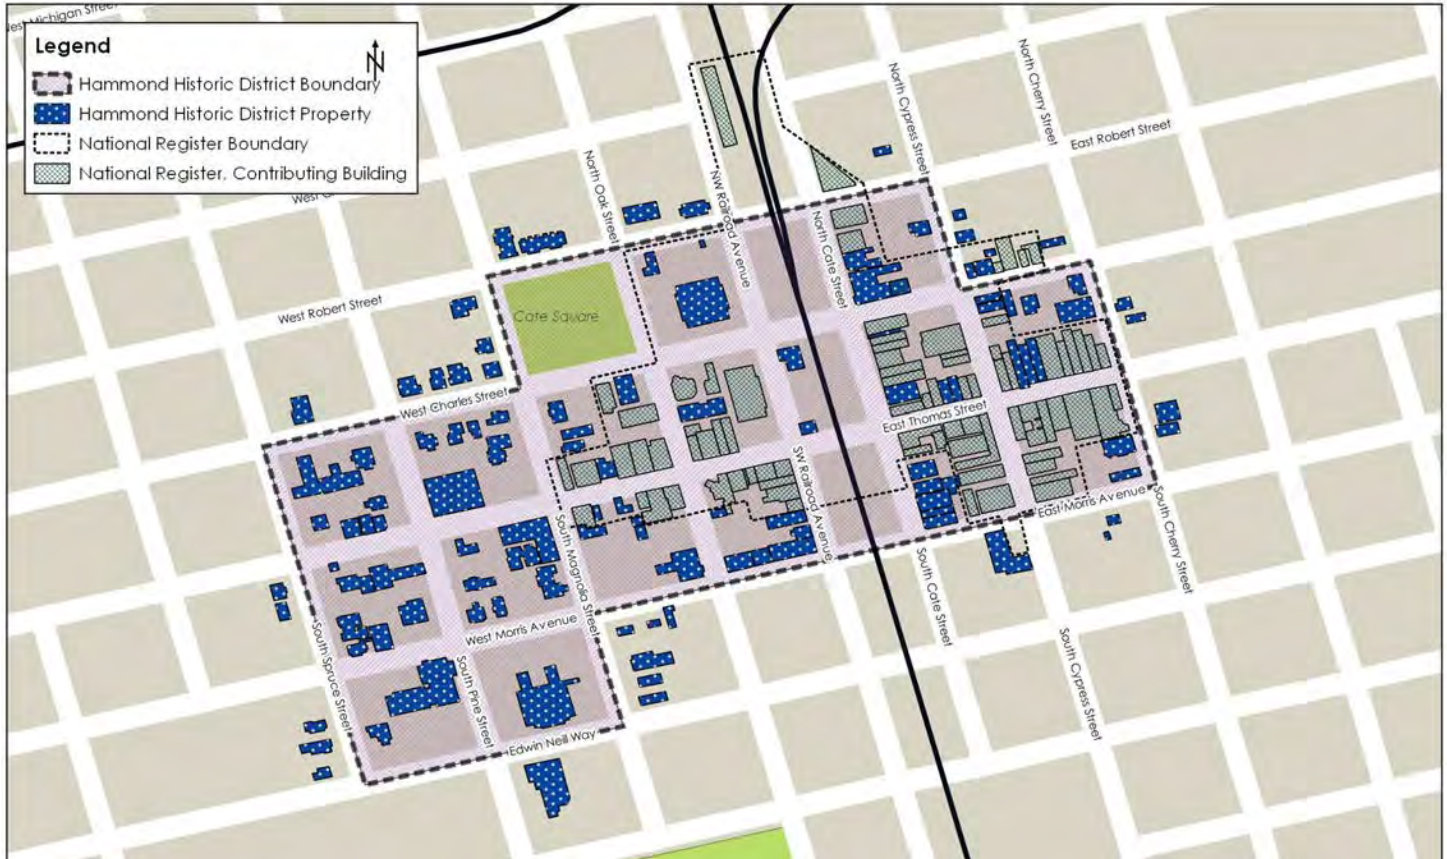 West Michigan Street
Legend
N
Hammond Historic District Boundary
Hammond Historic District Property
National Register Boundary
National Register, Contributing Building
North Cypress Street
North Cherry Street
East Robert Street
North Oak Street
NW Railroad Avenue
North Cate Street
West Robert Street
Cate Square
West Charles Street
East Thomas Street
SW Railroad Avenue
East Morris Avenue
South Cherry Street
South Magnolia Street
South Cate Street
West Morris Avenue
South Spruce Street
South Pine Street
South Cypress Street
Edwin Neill Way